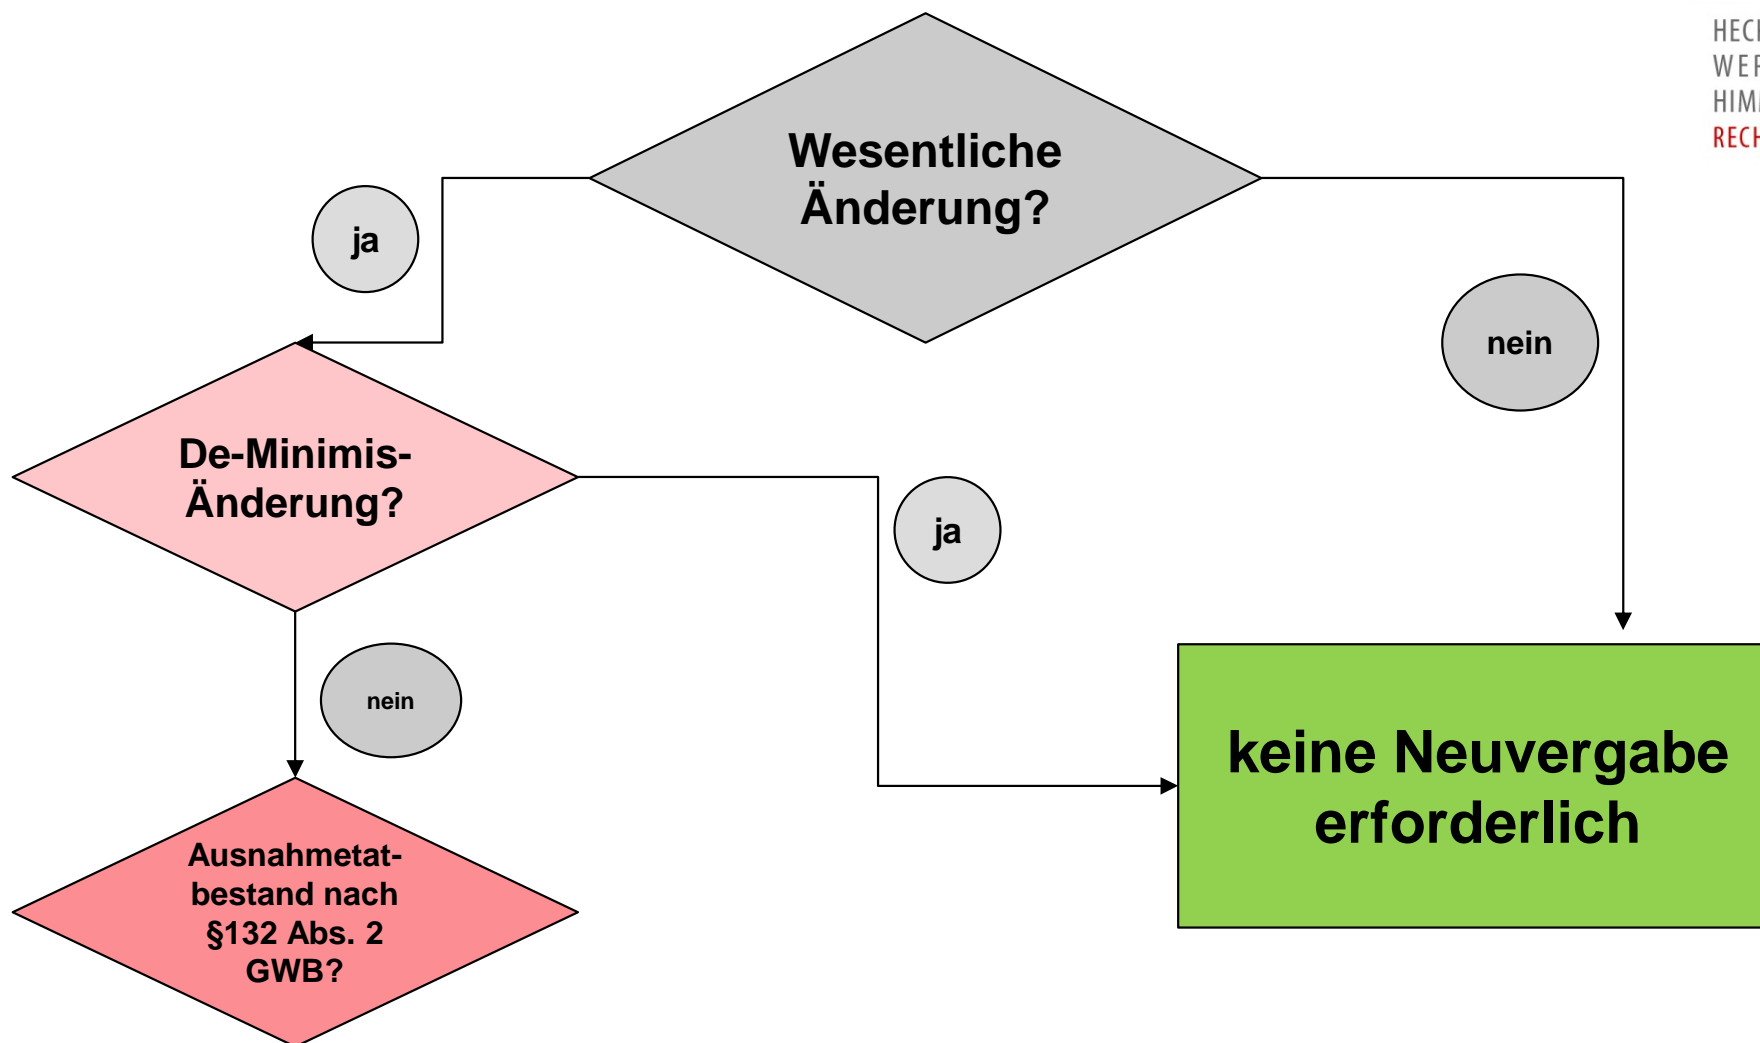 Wesentliche
Änderung?
ja
nein
De-Minimis-
Änderung?
ja
nein
keine Neuvergabe
erforderlich
Ausnahmetat-
bestand nach
§132 Abs. 2
GWB?